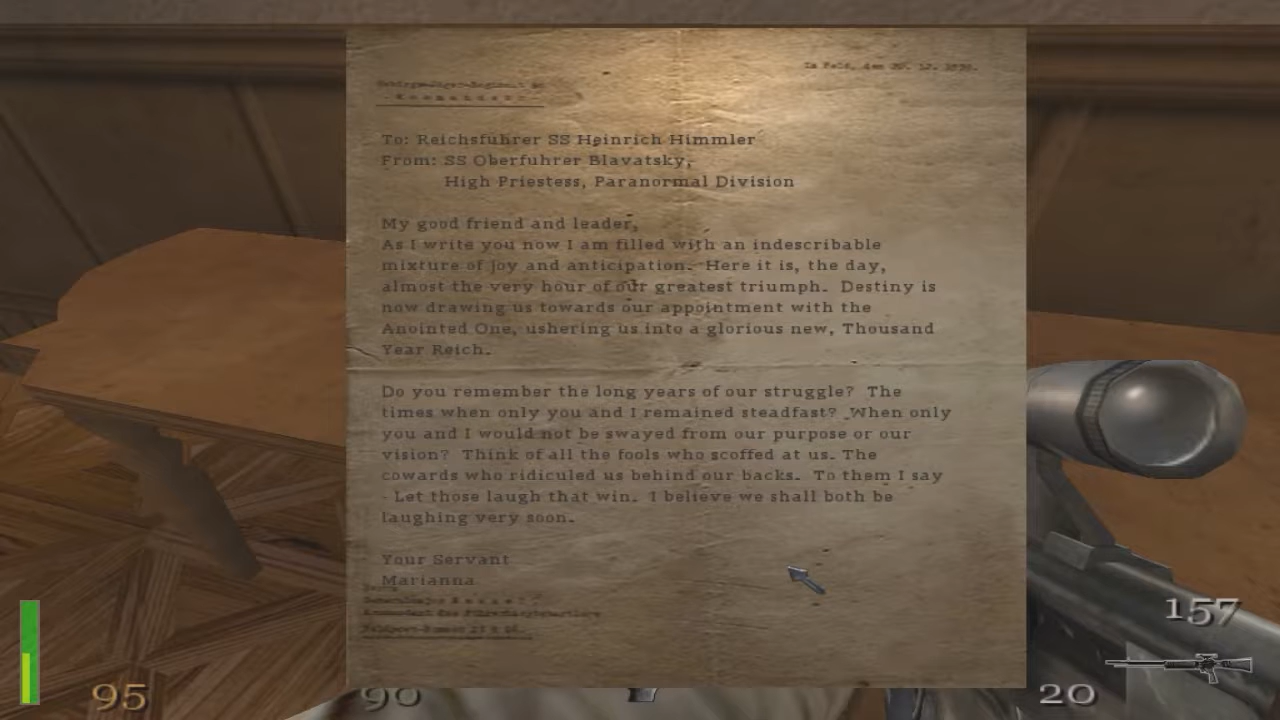 To: Reichsfuhrer SS Heinrich Himmler
From: SS Oberfuhrer Blavatsky,
High Priestess, Paranormal Division
My good friend and leader,
As I write you now I am filled with an indescribable
mixture of joy and anticipation. Here it is, the day,
almost the very hour of our greatest triumph. Destiny is
now drawing us towards our appointment with the
Anointed One, ushering us into a glorious new, Thousand
Year Reich.
Do you remember the long years of our struggle? The
times when only you and I remained steadfast? When only
you and I would not be swayed from our purpose or our
vision? Think of all the fools who scoffed at us. The
cowards who ridiculed us behind our backs. To them I say
- Let those laugh that win. I believe we shall both be
laughing very soon.
Your Servant
Marianna
157
95
90
20